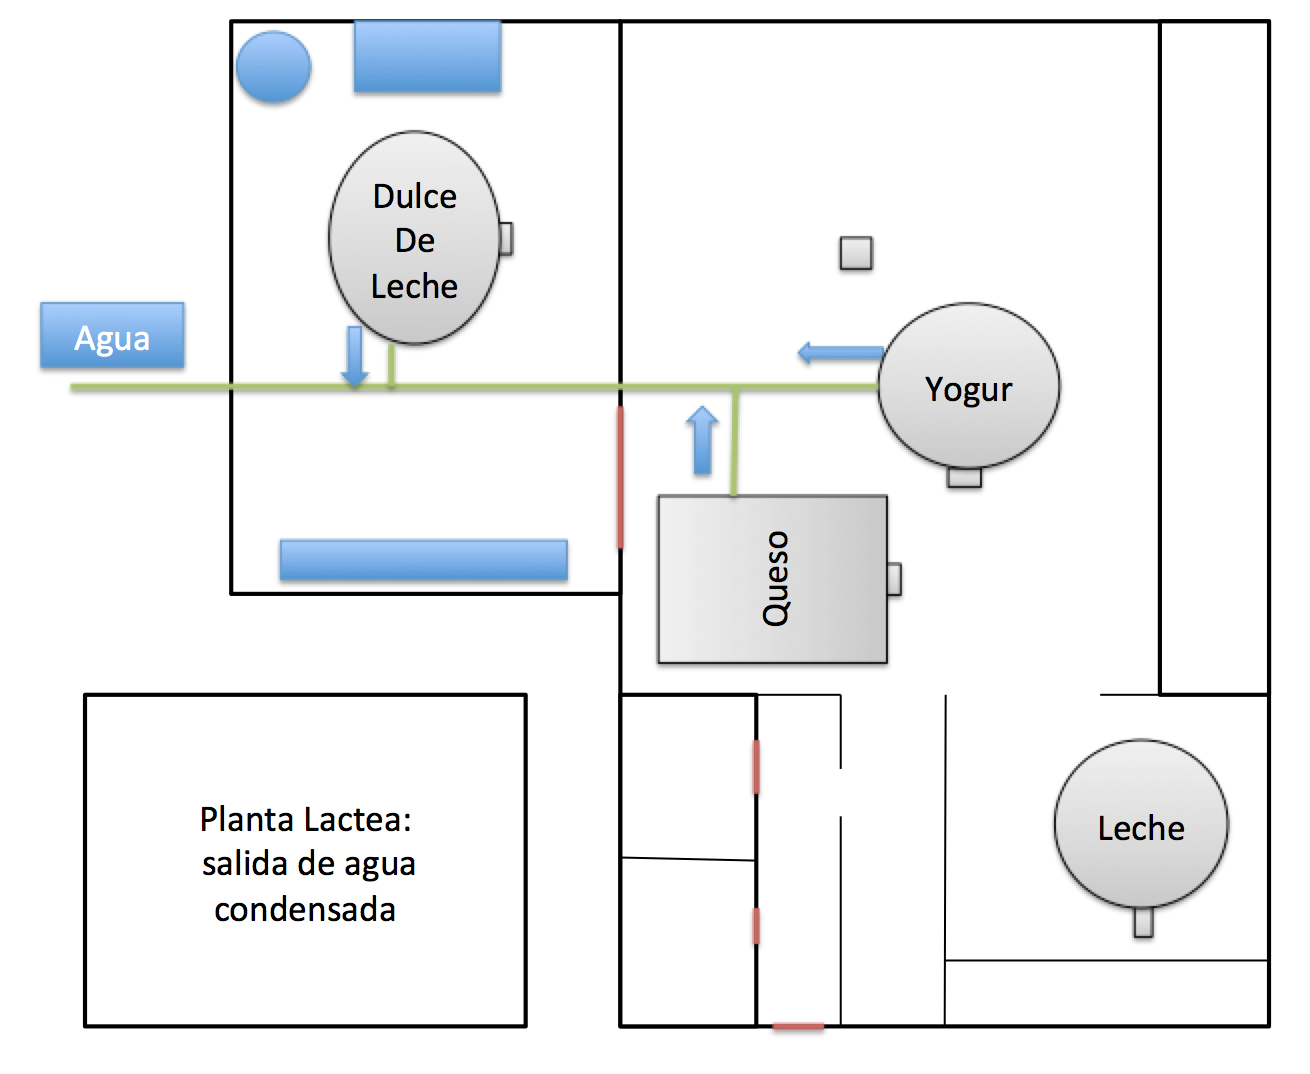 Dulce
De
Leche
Agua
Yogur
Queso
Planta Lactea:
salida de agua
condensada
Leche